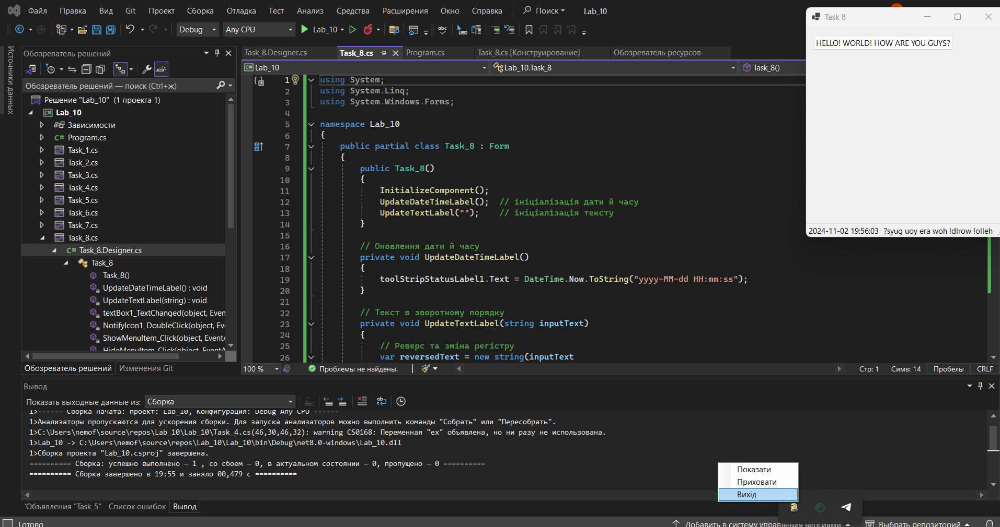 Файл Правка Вид Git Проект Сборка Отладка Тест Анализ Средства Расширения Окно Справка Поиск Lab_10
Debug Any CPU Lab_10
Источники данных
Обозреватель решений
Обозреватель решений — поиск (Ctrl+ж)
Решение "Lab_10" (1 проекта 1)
Lab_10
Зависимости
Program.cs
Task_1.cs
Task_2.cs
Task_3.cs
Task_4.cs
Task_5.cs
Task_6.cs
Task_7.cs
Task_8.cs
Task_8.Designer.cs
Task_8
Task_8()
UpdateDateTimeLabel() : void
UpdateTextLabel(string) : void
textBox1_TextChanged(object, Even
NotifyIcon1_DoubleClick(object, Ev
ShowMenuItem_Click(object, EventA
HideMenuItem_Click(object, EventA
Обозреватель решений Изменения Git
Task_8.Designer.cs Task_8.cs Program.cs Task_8.cs [Конструирование] Обозреватель ресурсов
Lab_10 Lab_10.Task_8 Task_8()
1 using System;
2 using System.Linq;
3 using System.Windows.Forms;
4
5 namespace Lab_10
6 {
7 public partial class Task_8 : Form
8 {
9 public Task_8()
10 {
11 InitializeComponent();
12 UpdateDateTimeLabel(); // ініціалізація дати й часу
13 UpdateTextLabel(""); // ініціалізація тексту
14 }
15
16 // Оновлення дати й часу
17 private void UpdateDateTimeLabel()
18 {
19 toolStripStatusLabel1.Text = DateTime.Now.ToString("yyyy-MM-dd HH:mm:ss");
20 }
21
22 // Текст в зворотному порядку
23 private void UpdateTextLabel(string inputText)
24 {
25 // Реверс та зміна регістру
26 var reversedText = new string(inputText
100 % Проблемы не найдены. Стр: 1 Симв: 14 Пробелы CRLF
Task 8
HELLO! WORLD! HOW ARE YOU GUYS?
2024-11-02 19:56:03 ?syug uoy era woh !dlrow !olleh
Вывод
Показать выходные данные из: Сборка
1>------ Сборка начата: проект: Lab_10, Конфигурация: Debug Any CPU ------
1>Анализаторы пропускаются для ускорения сборки. Для запуска анализаторов можно выполнить команды "Собрать" или "Пересобрать".
1>C:\Users\nemof\source\repos\Lab_10\Lab_10\Task_4.cs(46,30,46,32): warning CS0168: Переменная "ex" объявлена, но ни разу не использована.
1>Lab_10 -> C:\Users\nemof\source\repos\Lab_10\Lab_10\bin\Debug\net8.0-windows\Lab_10.dll
1>Сборка проекта "Lab_10.csproj" завершена.
========== Сборка: успешно выполнено — 1 , со сбоем — 0, в актуальном состоянии — 0, пропущено — 0 ==========
========== Сборка завершено в 19:55 и заняло 00,479 с ==========
Показати
Приховати
Вихід
'Объявления "Task_5" Список ошибок Вывод
Готово Добавить в систему управления версиями Выбрать репозиторий